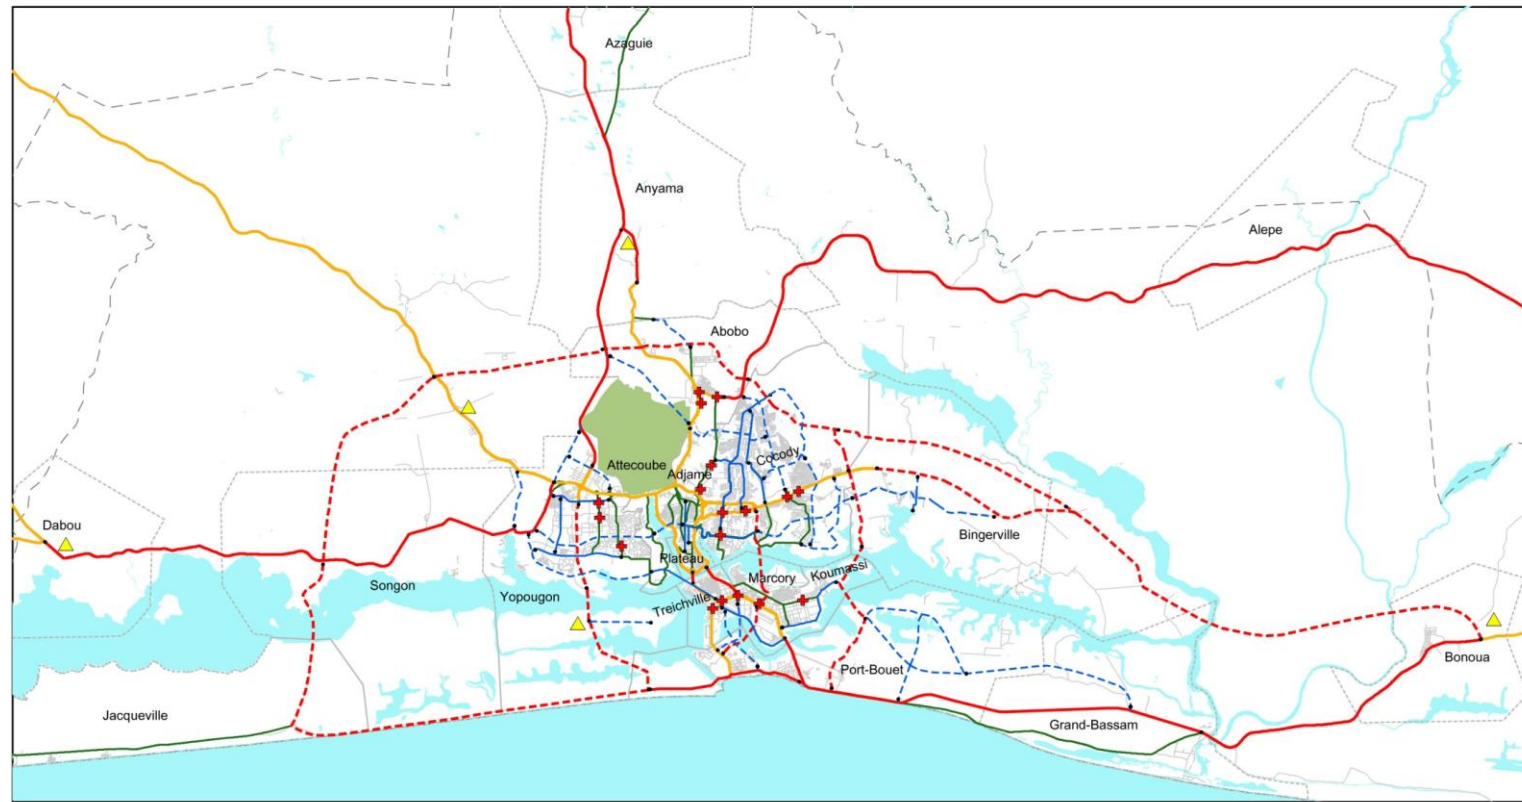 Azaguie
Anyama
Alepe
Abobo
Cocody
Attecoube
Adjame
Dabou
Bingerville
Plateau
Songon
Yopougon
Marcory
Koumassi
Treichville
Port-Bouet
Bonoua
Jacqueville
Grand-Bassam